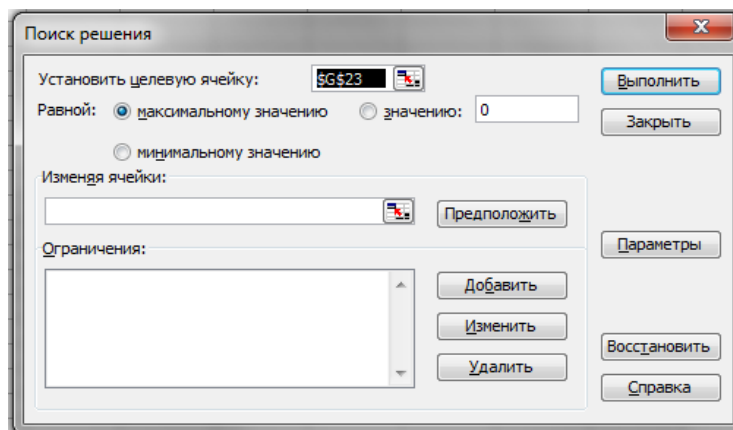 Поиск решения
Установить целевую ячейку: $G$23 Выполнить
Равной: максимальному значению значению: 0 Закрыть
минимальному значению
Изменяя ячейки:
Предположить
Ограничения: Параметры
Добавить
Изменить
Восстановить
Удалить
Справка